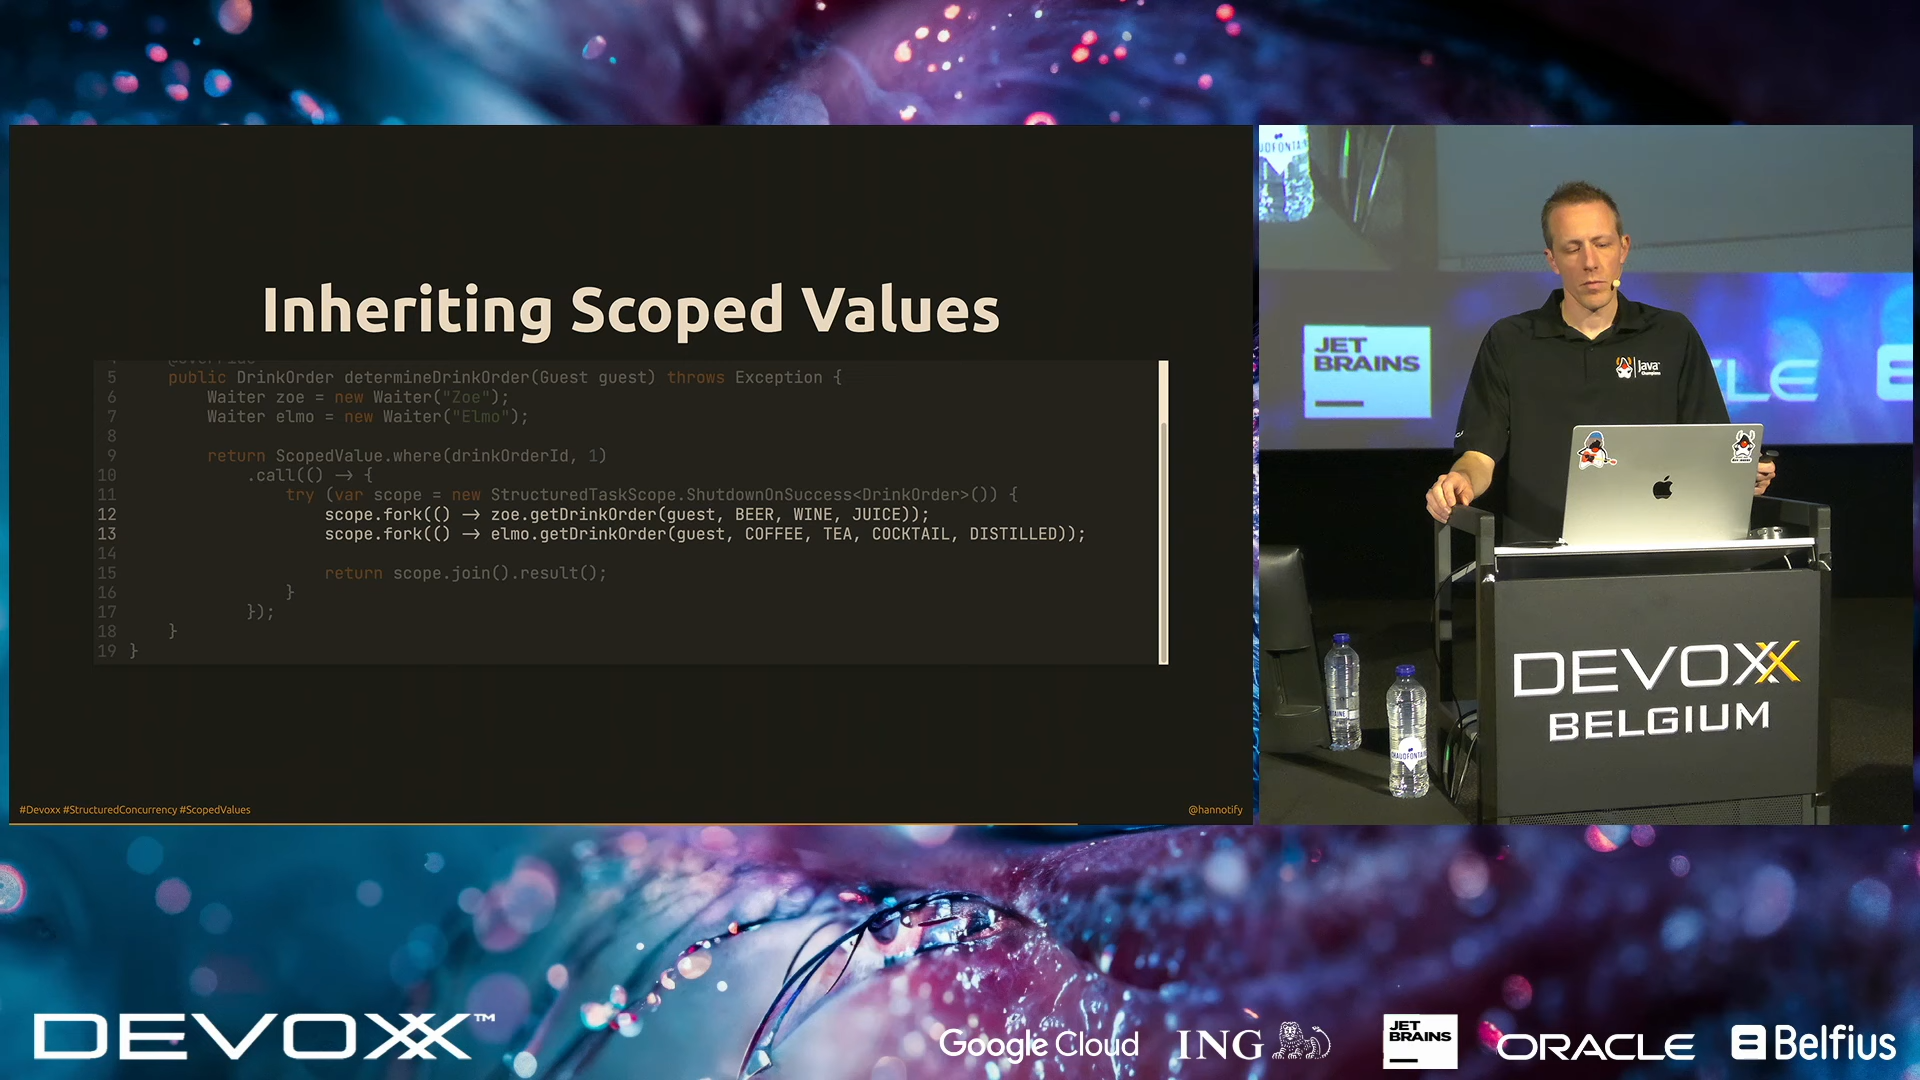 Inheriting Scoped Values
5 public DrinkOrder determineDrinkOrder(Guest guest) throws Exception {
6 Waiter zoe = new Waiter("Zoe");
7 Waiter elmo = new Waiter("Elmo");
8
9 return ScopedValue.where(drinkOrderId, 1)
10 .call(() -> {
11 try (var scope = new StructuredTaskScope.ShutdownOnSuccess<DrinkOrder>()) {
12 scope.fork(() -> zoe.getDrinkOrder(guest, BEER, WINE, JUICE));
13 scope.fork(() -> elmo.getDrinkOrder(guest, COFFEE, TEA, COCKTAIL, DISTILLED));
14
15 return scope.join().result();
16 }
17 });
18 }
19 }
#Devoxx #StructuredConcurrency #ScopedValues
@hannotify
JET
BRAINS
Java
DEVOXX
BELGIUM
DEVOXX™
Google Cloud
ING
JET
BRAINS
ORACLE
Belfius